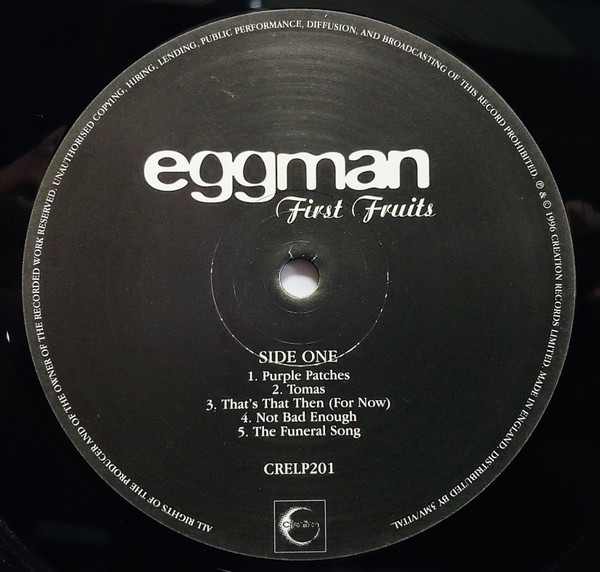 ALL RIGHTS OF THE PRODUCER AND OF THE OWNER OF THE RECORDED WORK RESERVED. UNAUTHORISED COPYING, HIRING, LENDING, PUBLIC PERFORMANCE, DIFFUSION, AND BROADCASTING OF THIS RECORD PROHIBITED. ℗ & © 1996 CREATION RECORDS LIMITED. MADE IN ENGLAND. DISTRIBUTED BY 3MV/VITAL.
eggman
First Fruits
SIDE ONE
1. Purple Patches
2. Tomas
3. That's That Then (For Now)
4. Not Bad Enough
5. The Funeral Song
CRELP201
Creation